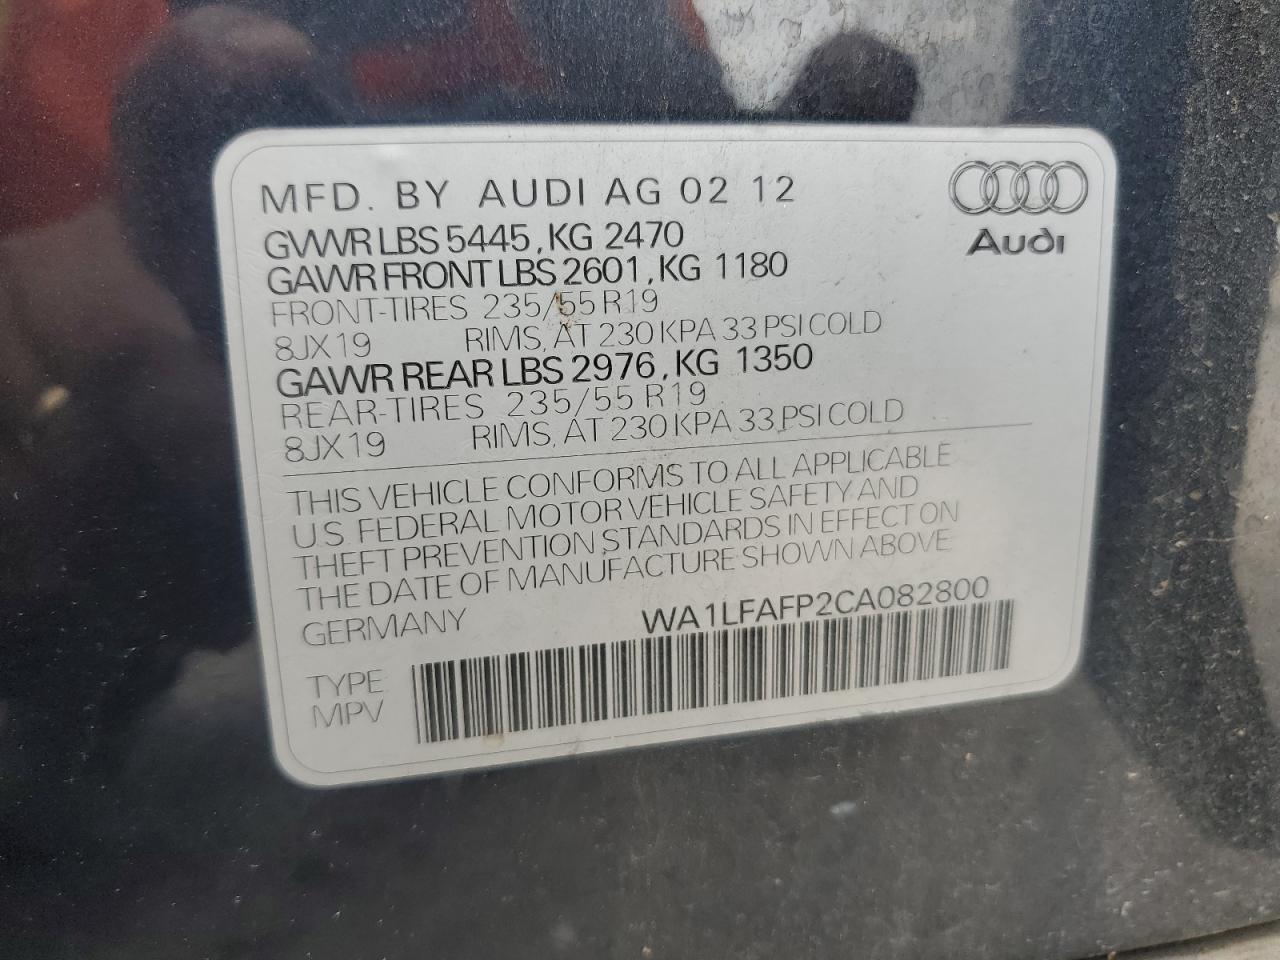 MFD. BY AUDI AG 02 12
Audi
GVWR LBS 5445, KG 2470
GAWR FRONT LBS 2601, KG 1180
FRONT-TIRES 235/55 R19
8JX19 RIMS, AT 230 KPA 33 PSI COLD
GAWR REAR LBS 2976, KG 1350
REAR-TIRES 235/55 R19
8JX19 RIMS, AT 230 KPA 33 PSI COLD
THIS VEHICLE CONFORMS TO ALL APPLICABLE
U.S. FEDERAL MOTOR VEHICLE SAFETY AND
THEFT PREVENTION STANDARDS IN EFFECT ON
THE DATE OF MANUFACTURE SHOWN ABOVE
GERMANY WA1LFAFP2CA082800
TYPE
MPV